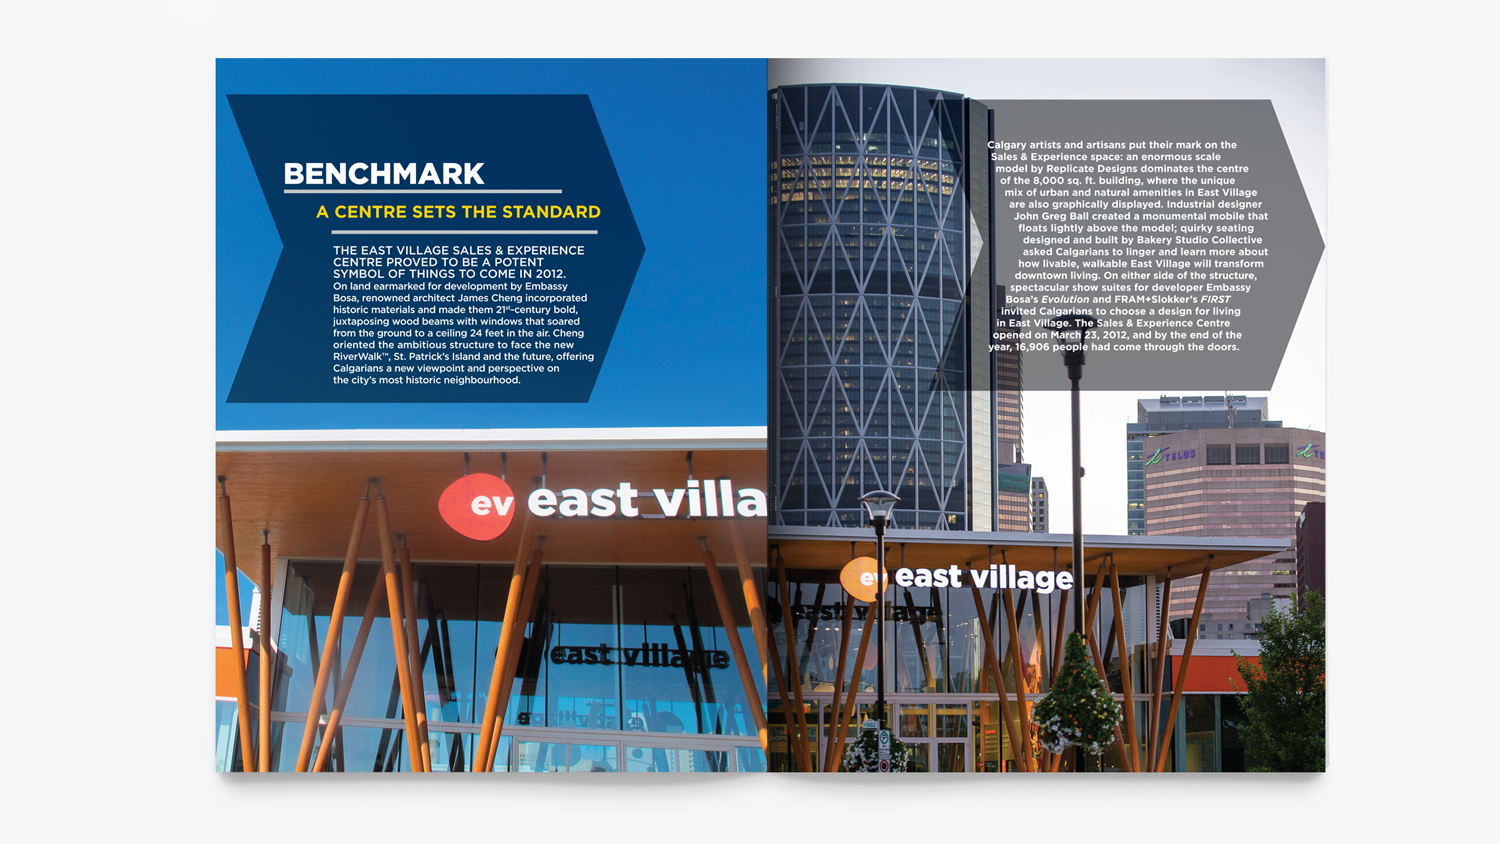 BENCHMARK
A CENTRE SETS THE STANDARD
THE EAST VILLAGE SALES & EXPERIENCE
CENTRE PROVED TO BE A POTENT
SYMBOL OF THINGS TO COME IN 2012.
On land earmarked for development by Embassy
Bosa, renowned architect James Cheng incorporated
historic materials and made them 21st-century bold,
juxtaposing wood beams with windows that soared
from the ground to a ceiling 24 feet in the air. Cheng
oriented the ambitious structure to face the new
RiverWalk™, St. Patrick's Island and the future, offering
Calgarians a new viewpoint and perspective on
the city's most historic neighbourhood.
ev east villa
east village
Calgary artists and artisans put their mark on the
Sales & Experience space: an enormous scale
model by Replicate Designs dominates the centre
of the 8,000 sq. ft. building, where the unique
mix of urban and natural amenities in East Village
are also graphically displayed. Industrial designer
John Greg Ball created a monumental mobile that
floats lightly above the model; quirky seating
designed and built by Bakery Studio Collective
asked Calgarians to linger and learn more about
how livable, walkable East Village will transform
downtown living. On either side of the structure,
spectacular show suites for developer Embassy
Bosa's Evolution and FRAM+Slokker's FIRST
invited Calgarians to choose a design for living
in East Village. The Sales & Experience Centre
opened on March 23, 2012, and by the end of the
year, 16,906 people had come through the doors.
TELUS
ev east village
east village